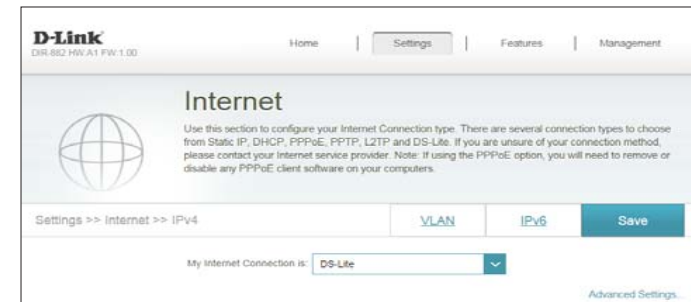 D-Link
DIR-882 HW:A1 FW:1.00
Home | Settings | Features | Management
Internet
Use this section to configure your Internet Connection type. There are several connection types to choose
from Static IP, DHCP, PPPoE, PPTP, L2TP and DS-Lite. If you are unsure of your connection method,
please contact your Internet service provider. Note: If using the PPPoE option, you will need to remove or
disable any PPPoE client software on your computers.
Settings >> Internet >> IPv4
VLAN
IPv6
Save
My Internet Connection is: DS-Lite
Advanced Settings...